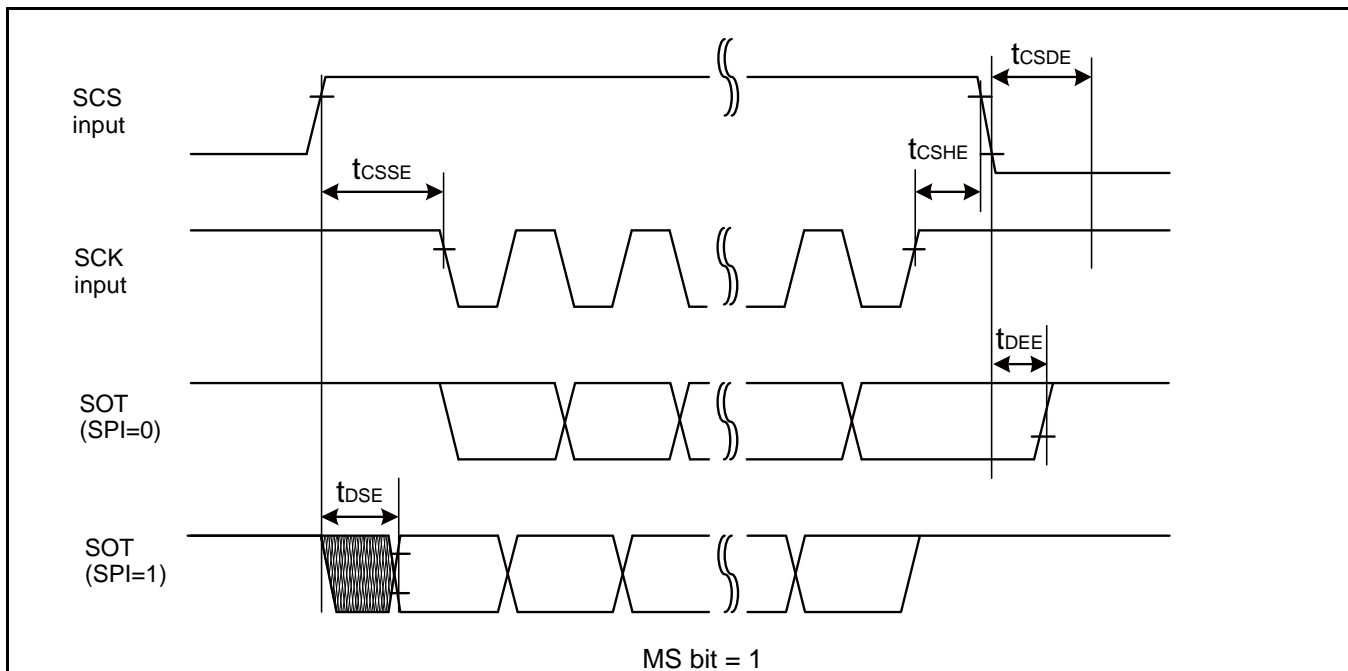 tCSDE
SCS
input
tCSHE
tCSSE
SCK
input
tDEE
SOT
(SPI=0)
tDSE
SOT
(SPI=1)
MS bit = 1